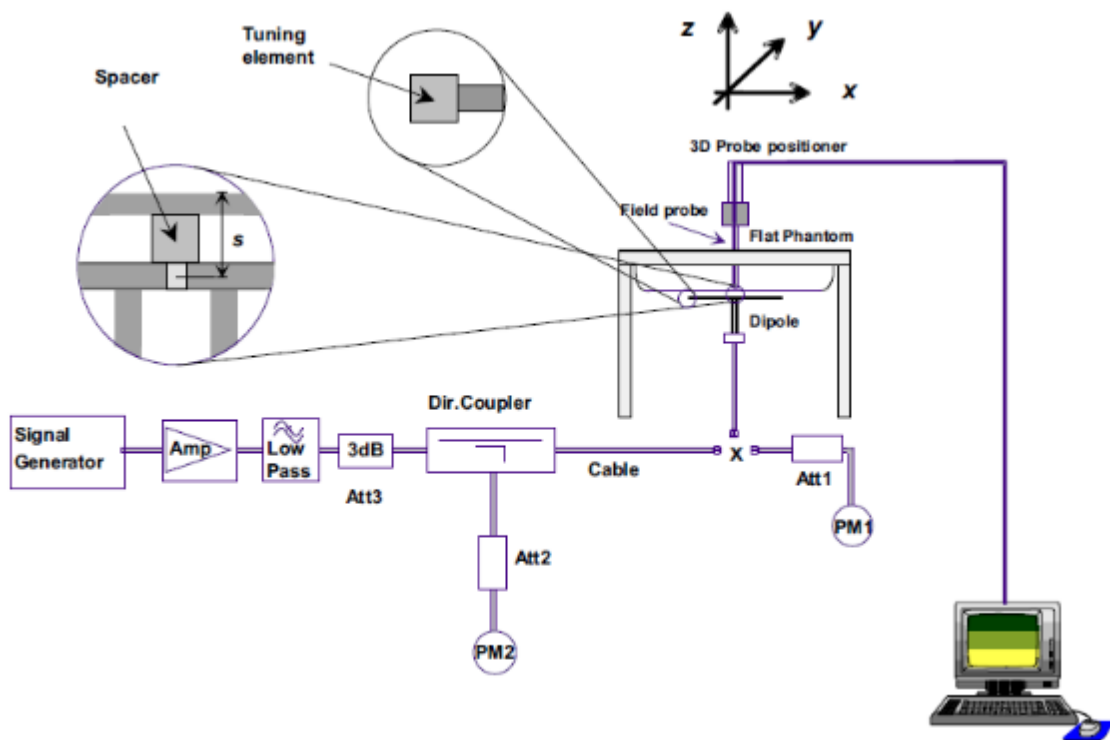 Tuning
element
Spacer
z
y
x
s
3D Probe positioner
Field probe
Flat Phantom
Dipole
Dir.Coupler
Signal
Generator
Amp
Low
Pass
3dB
Att3
Cable
X
Att1
PM1
Att2
PM2